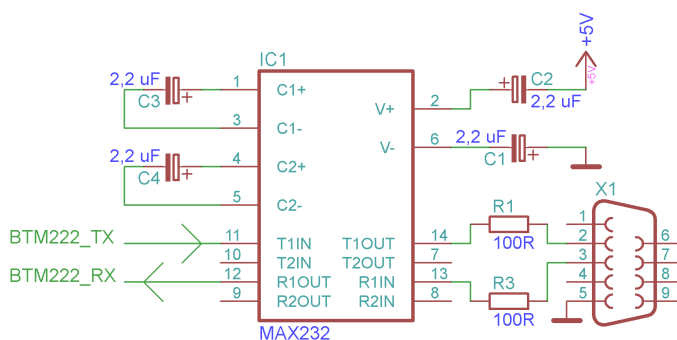 +5V
+5V
IC1
2,2 uF
C3
+
1
C1+
3
C1-
2,2 uF
C4
+
4
C2+
5
C2-
V+
2
+
C2
2,2 uF
V-
6
2,2 uF
C1
+
BTM222_TX
11
T1IN
T1OUT
14
10
T2IN
T2OUT
7
BTM222_RX
12
R1OUT
R1IN
13
9
R2OUT
R2IN
8
MAX232
R1
100R
R3
100R
X1
1
2
3
4
5
6
7
8
9